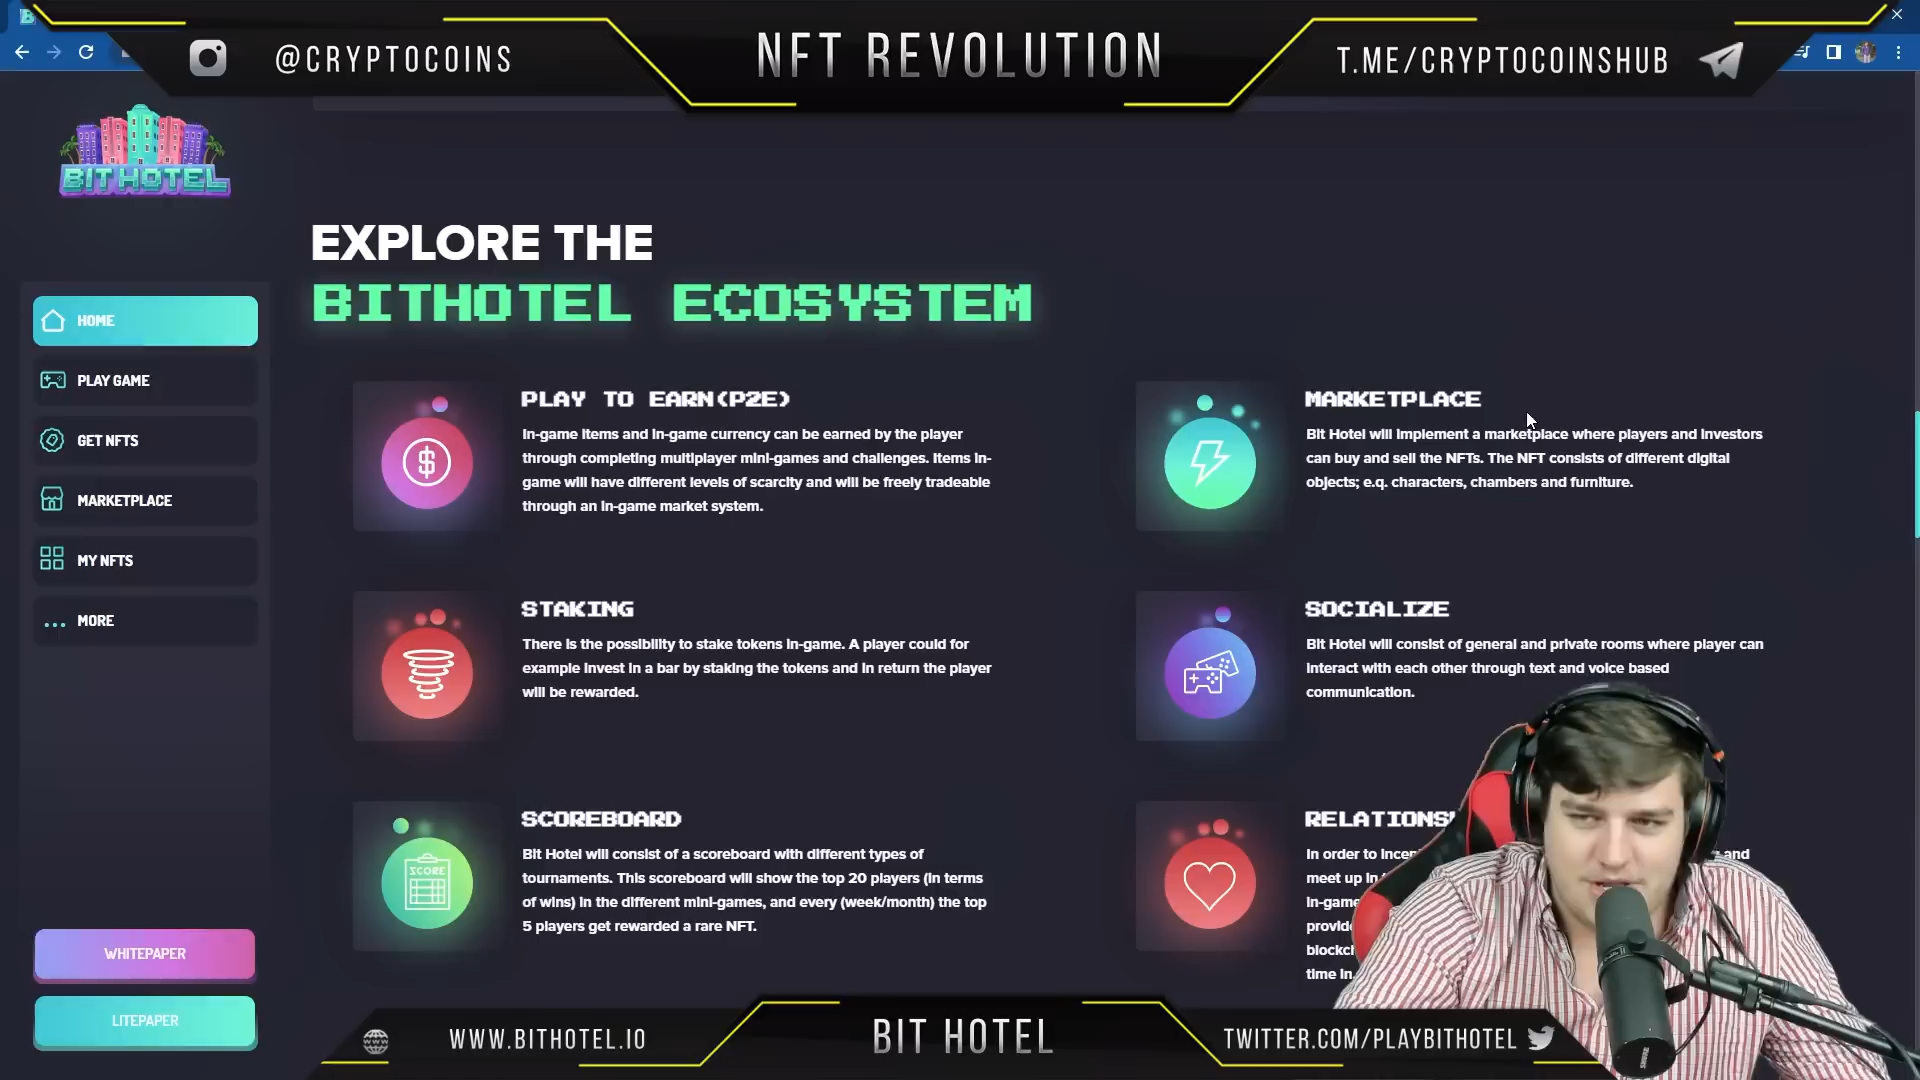 @CRYPTOCOINS
NFT REVOLUTION
T.ME/CRYPTOCOINSHUB
BIT HOTEL
EXPLORE THE
BITHOTEL ECOSYSTEM
HOME
PLAY GAME
GET NFTS
MARKETPLACE
MY NFTS
... MORE
WHITEPAPER
LITEPAPER
PLAY TO EARN(P2E)
In-game items and in-game currency can be earned by the player
through completing multiplayer mini-games and challenges. Items in-
game will have different levels of scarcity and will be freely tradeable
through an in-game market system.
MARKETPLACE
Bit Hotel will implement a marketplace where players and investors
can buy and sell the NFTs. The NFT consists of different digital
objects; e.q. characters, chambers and furniture.
STAKING
There is the possibility to stake tokens in-game. A player could for
example invest in a bar by staking the tokens and in return the player
will be rewarded.
SOCIALIZE
Bit Hotel will consist of general and private rooms where player can
interact with each other through text and voice based
communication.
SCORE
SCOREBOARD
Bit Hotel will consist of a scoreboard with different types of
tournaments. This scoreboard will show the top 20 players (in terms
of wins) in the different mini-games, and every (week/month) the top
5 players get rewarded a rare NFT.
In order to and
meet up in
in-game
time in
WWW.BITHOTEL.IO
BIT HOTEL
TWITTER.COM/PLAYBITHOTEL